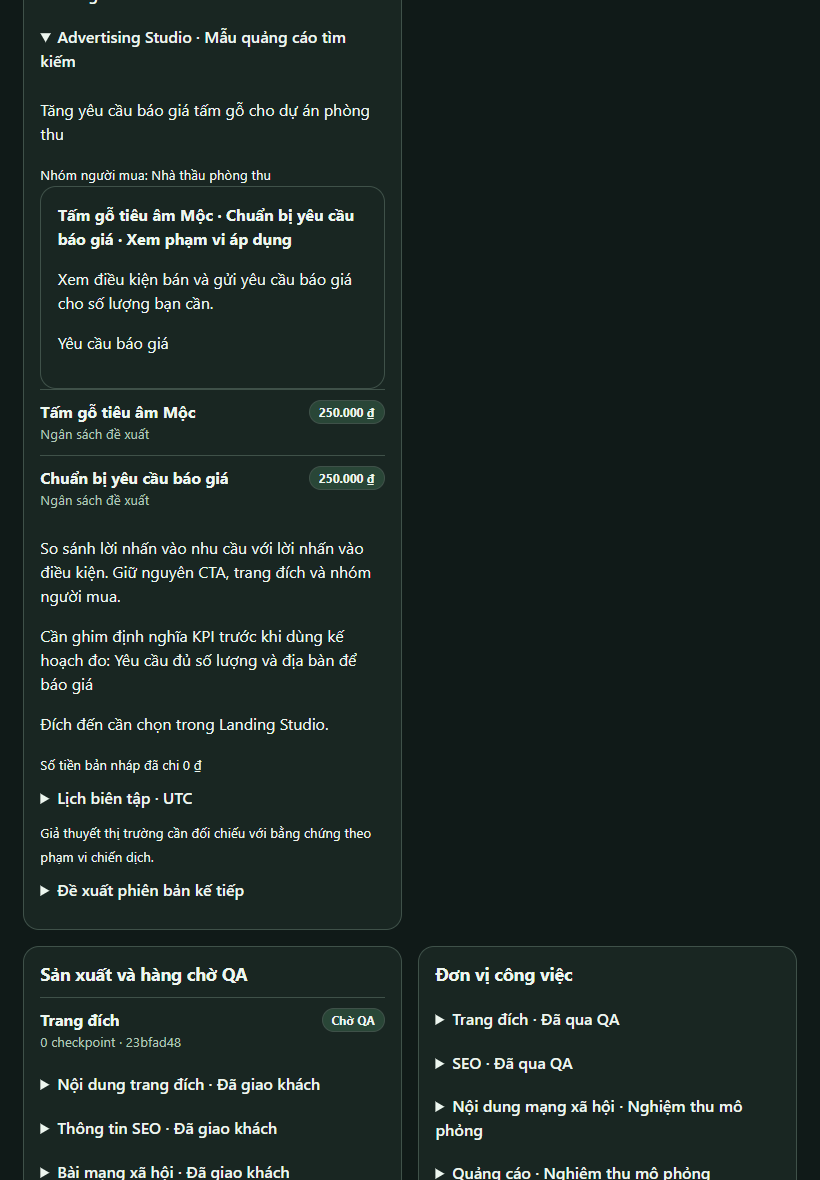 ▼ Advertising Studio · Mẫu quảng cáo tìm
kiếm
Tăng yêu cầu báo giá tấm gỗ cho dự án phòng
thu
Nhóm người mua: Nhà thầu phòng thu
Tấm gỗ tiêu âm Mộc · Chuẩn bị yêu cầu
báo giá · Xem phạm vi áp dụng
Xem điều kiện bán và gửi yêu cầu báo giá
cho số lượng bạn cần.
Yêu cầu báo giá
Tấm gỗ tiêu âm Mộc
250.000 ₫
Ngân sách đề xuất
Chuẩn bị yêu cầu báo giá
250.000 ₫
Ngân sách đề xuất
So sánh lời nhấn vào nhu cầu với lời nhấn vào
điều kiện. Giữ nguyên CTA, trang đích và nhóm
người mua.
Cần ghim định nghĩa KPI trước khi dùng kế
hoạch đo: Yêu cầu đủ số lượng và địa bàn để
báo giá
Đích đến cần chọn trong Landing Studio.
Số tiền bản nháp đã chi 0 ₫
▶ Lịch biên tập · UTC
Giả thuyết thị trường cần đối chiếu với bằng chứng theo
phạm vi chiến dịch.
▶ Đề xuất phiên bản kế tiếp
Sản xuất và hàng chờ QA
Trang đích
Chờ QA
0 checkpoint · 23bfad48
▶ Nội dung trang đích · Đã giao khách
▶ Thông tin SEO · Đã giao khách
▶ Bài mạng xã hội · Đã giao khách
Đơn vị công việc
▶ Trang đích · Đã qua QA
▶ SEO · Đã qua QA
▶ Nội dung mạng xã hội · Nghiệm thu mô
phỏng
▶ Quảng cáo · Nghiệm thu mô phỏng